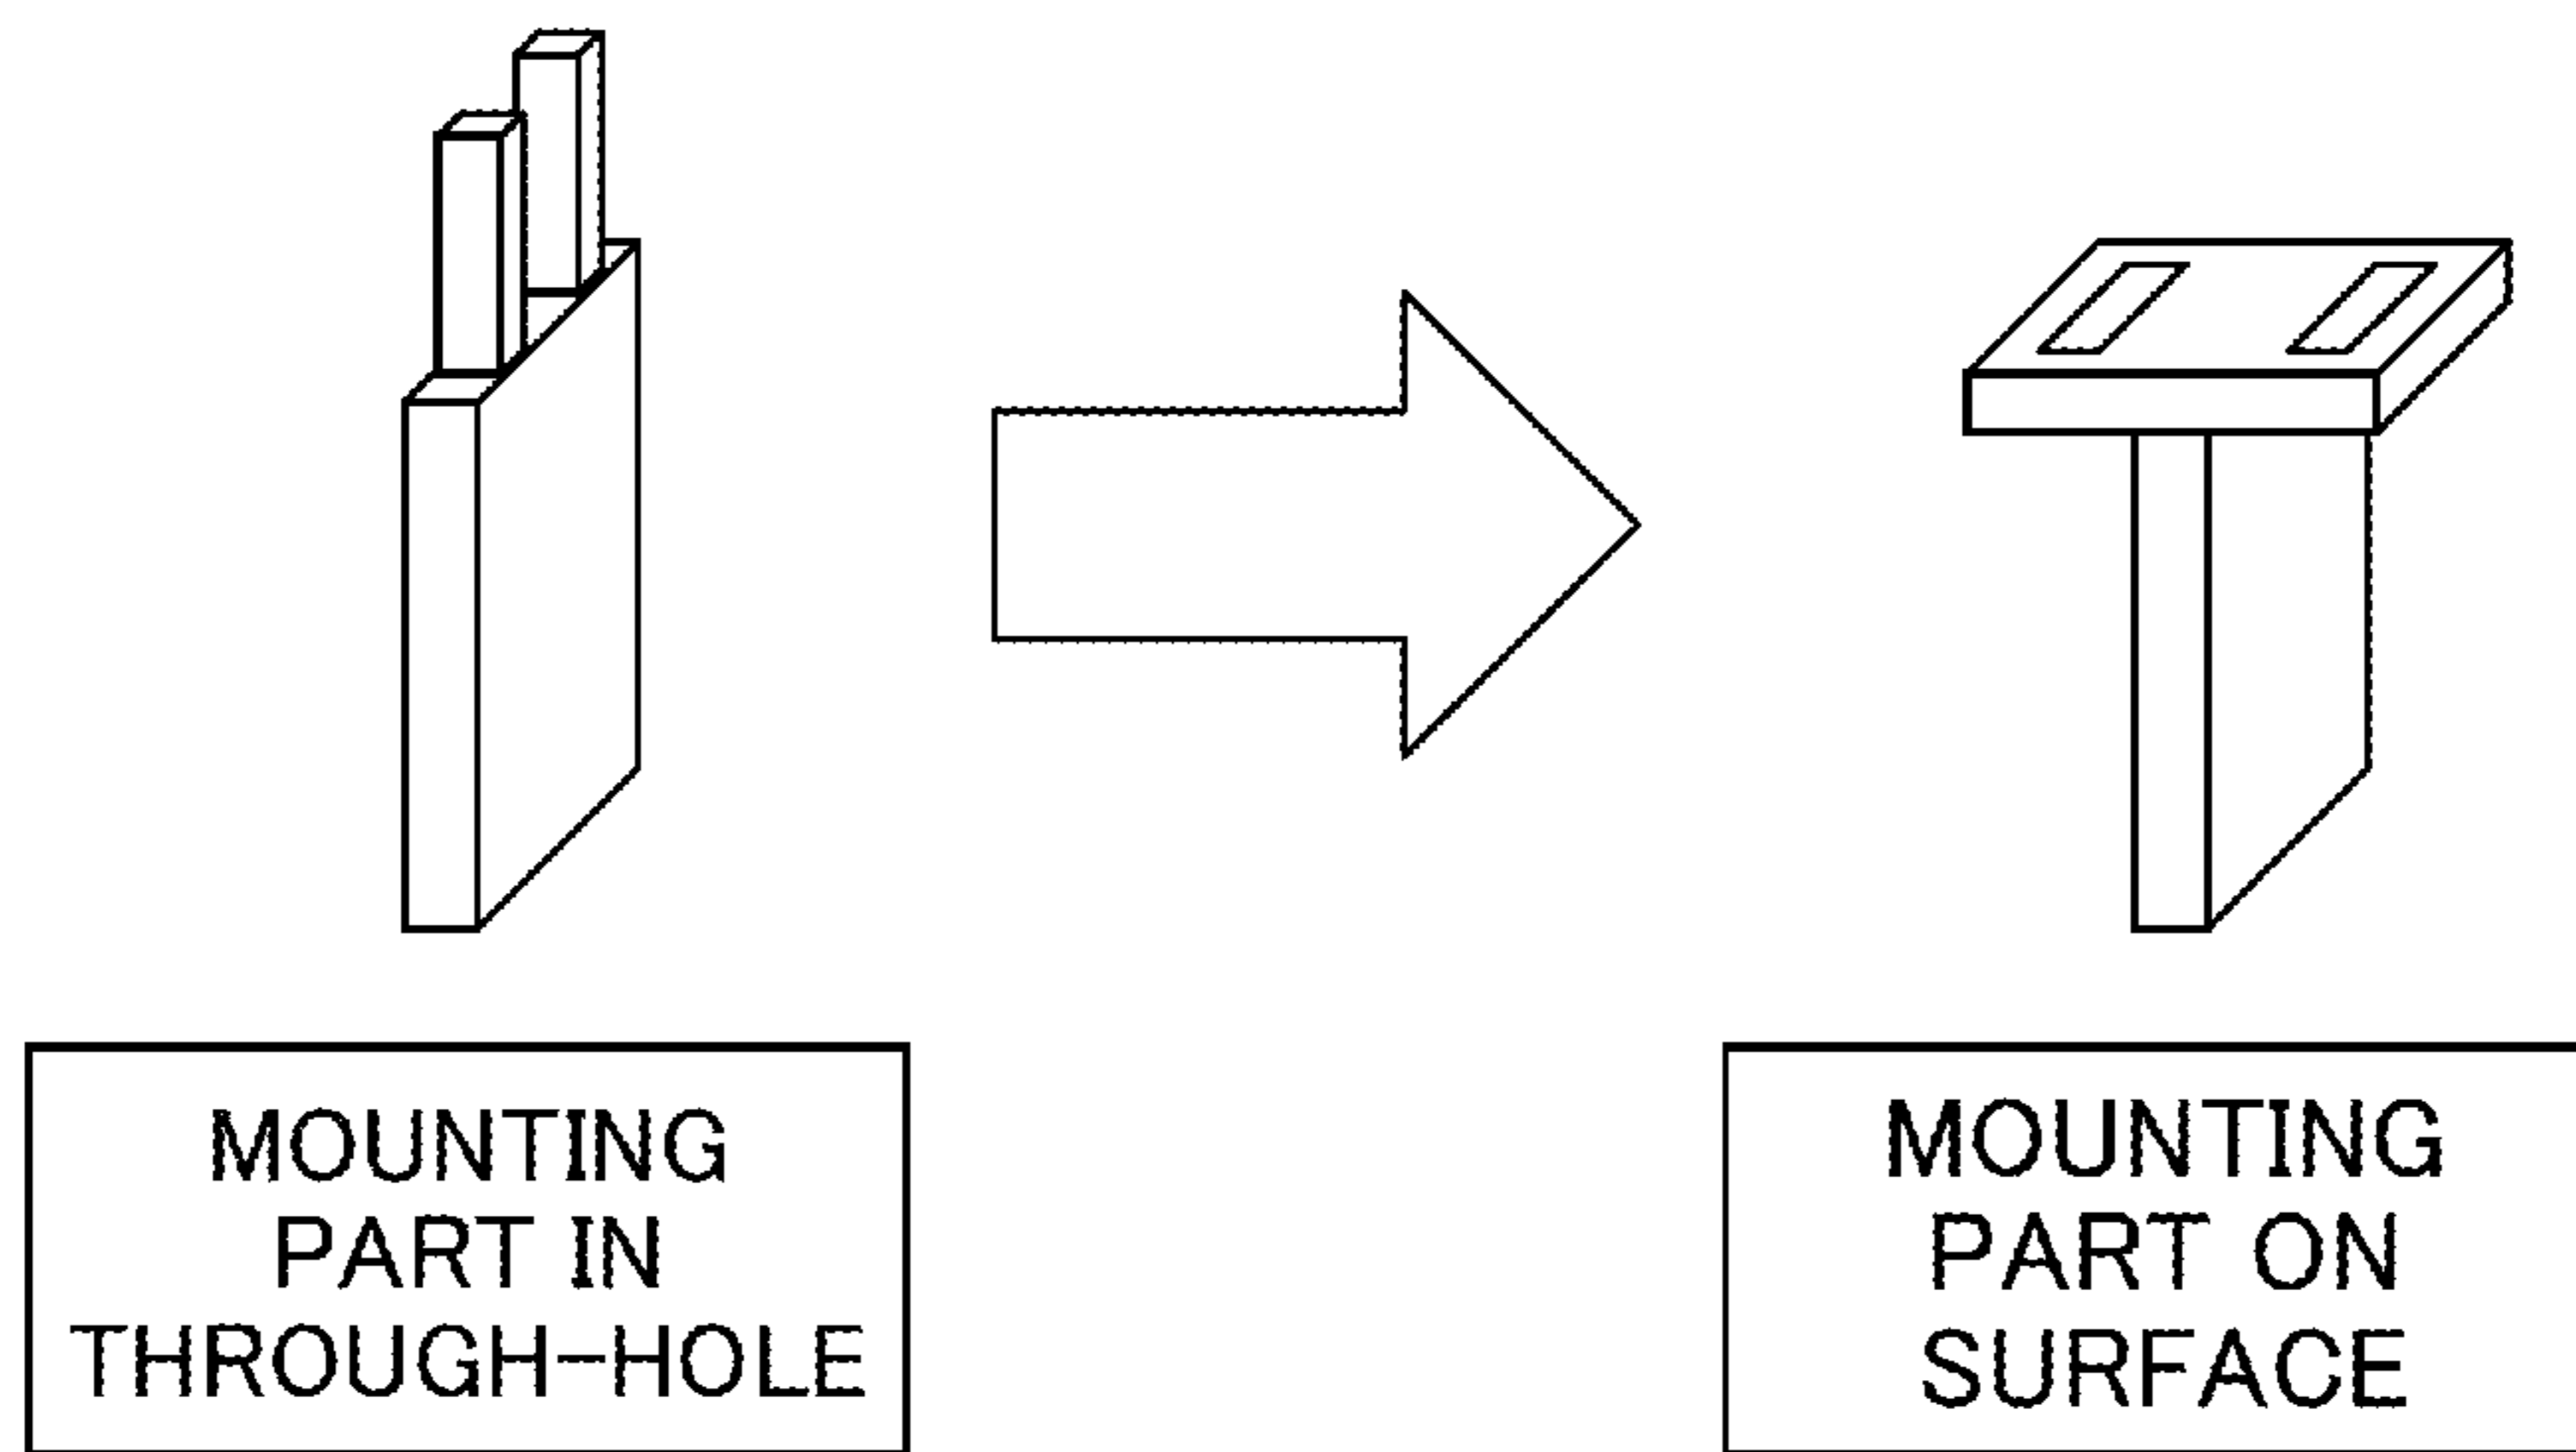 MOUNTING
PART IN
THROUGH-HOLE
MOUNTING
PART ON
SURFACE